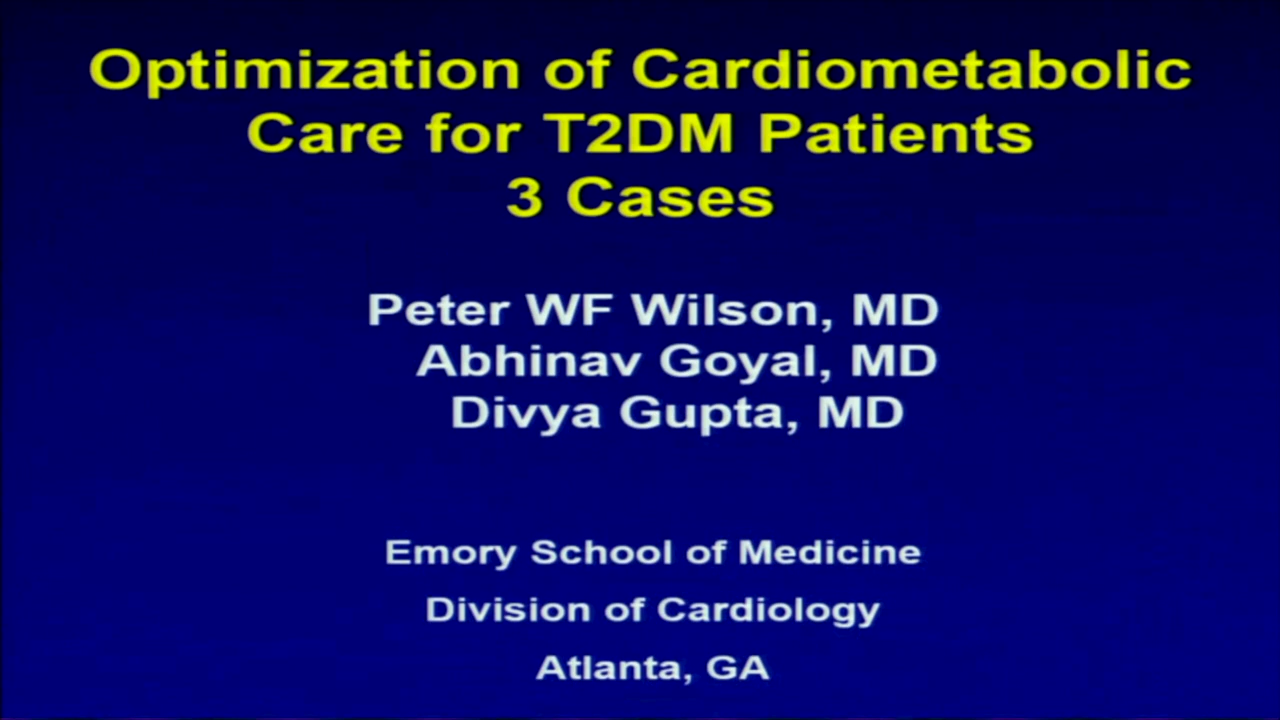 Optimization of Cardiometabolic
Care for T2DM Patients
3 Cases
Peter WF Wilson, MD
Abhinav Goyal, MD
Divya Gupta, MD
Emory School of Medicine
Division of Cardiology
Atlanta, GA